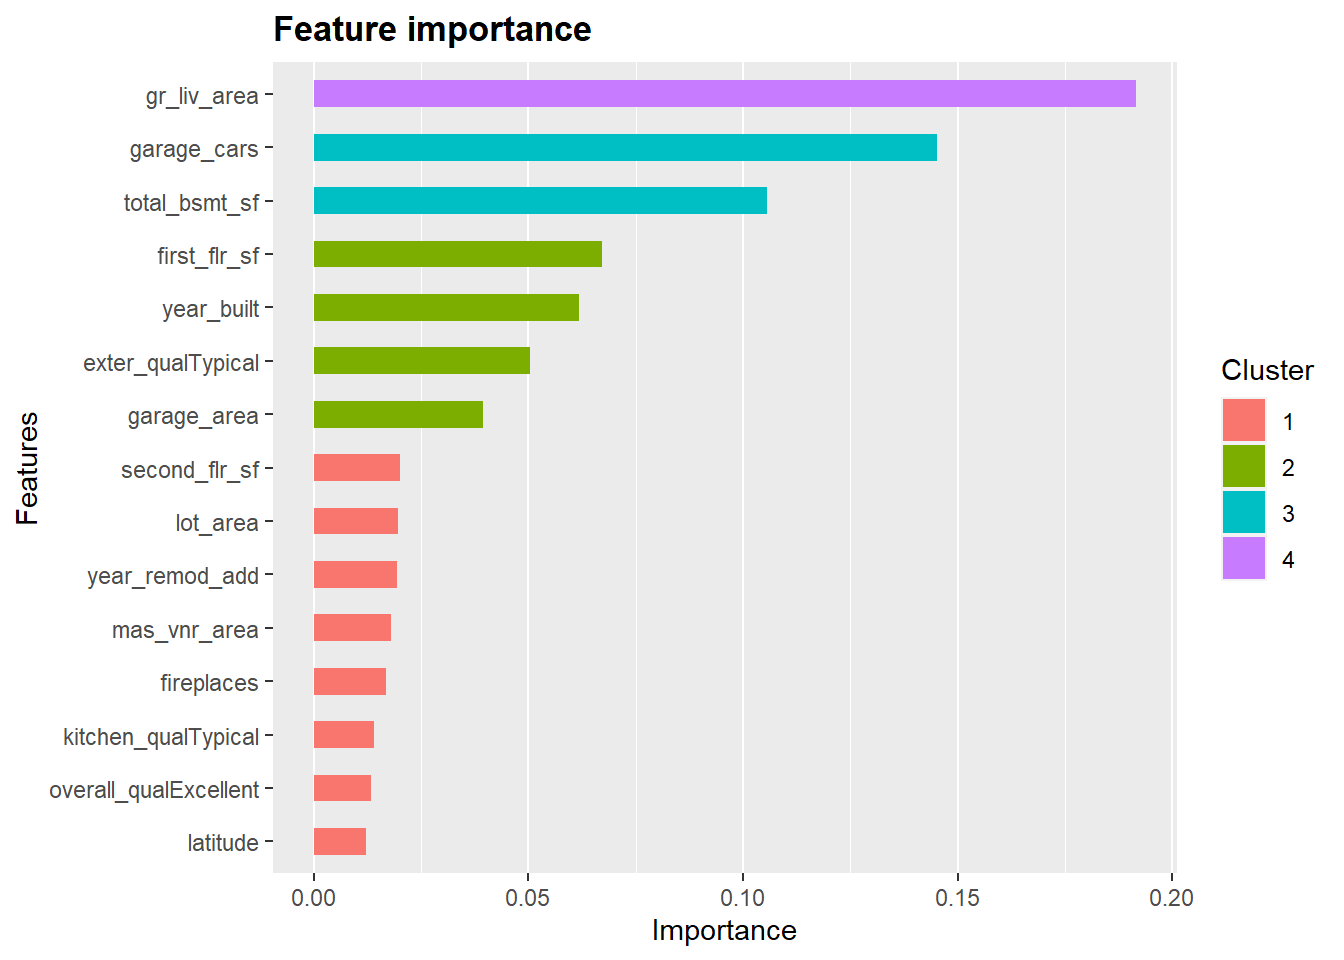 Feature importance
gr_liv_area
garage_cars
total_bsmt_sf
first_flr_sf
year_built
exter_qualTypical
garage_area
second_flr_sf
lot_area
year_remod_add
mas_vnr_area
fireplaces
kitchen_qualTypical
overall_qualExcellent
latitude
Features
0.00 0.05 0.10 0.15 0.20
Importance
Cluster
1
2
3
4